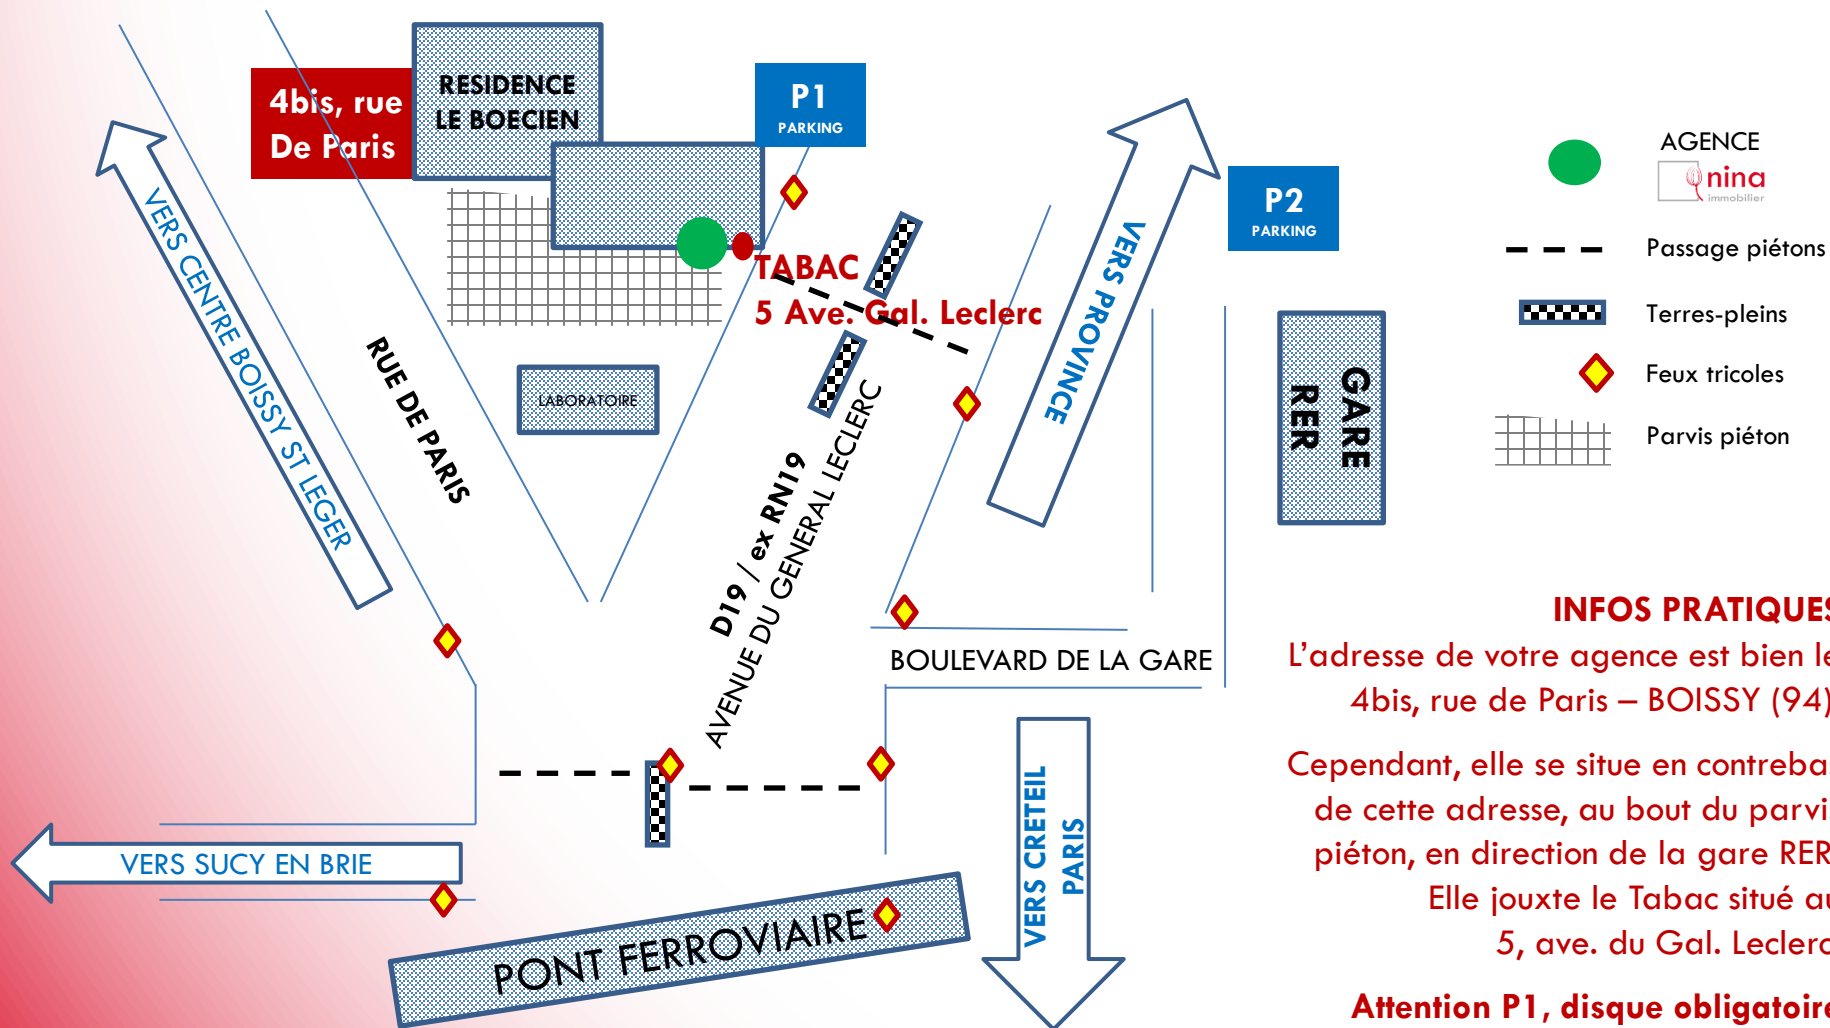 4bis, rue
De Paris
RESIDENCE
LE BOECIEN
P1
PARKING
P2
PARKING
TABAC
5 Ave. Gal. Leclerc
VERS CENTRE BOISSY ST LEGER
RUE DE PARIS
LABORATOIRE
D19 / ex RN19
AVENUE DU GENERAL LECLERC
VERS PROVINCE
GARE
RER
BOULEVARD DE LA GARE
VERS SUCY EN BRIE
PONT FERROVIAIRE
VERS CRETEIL
PARIS
AGENCE
nina
immobilier
Passage piétons
Terres-pleins
Feux tricoles
Parvis piéton
INFOS PRATIQUES
L’adresse de votre agence est bien le
4bis, rue de Paris – BOISSY (94)
Cependant, elle se situe en contrebas
de cette adresse, au bout du parvis
piéton, en direction de la gare RER
Elle jouxte le Tabac situé au
5, ave. du Gal. Leclerc
Attention P1, disque obligatoire